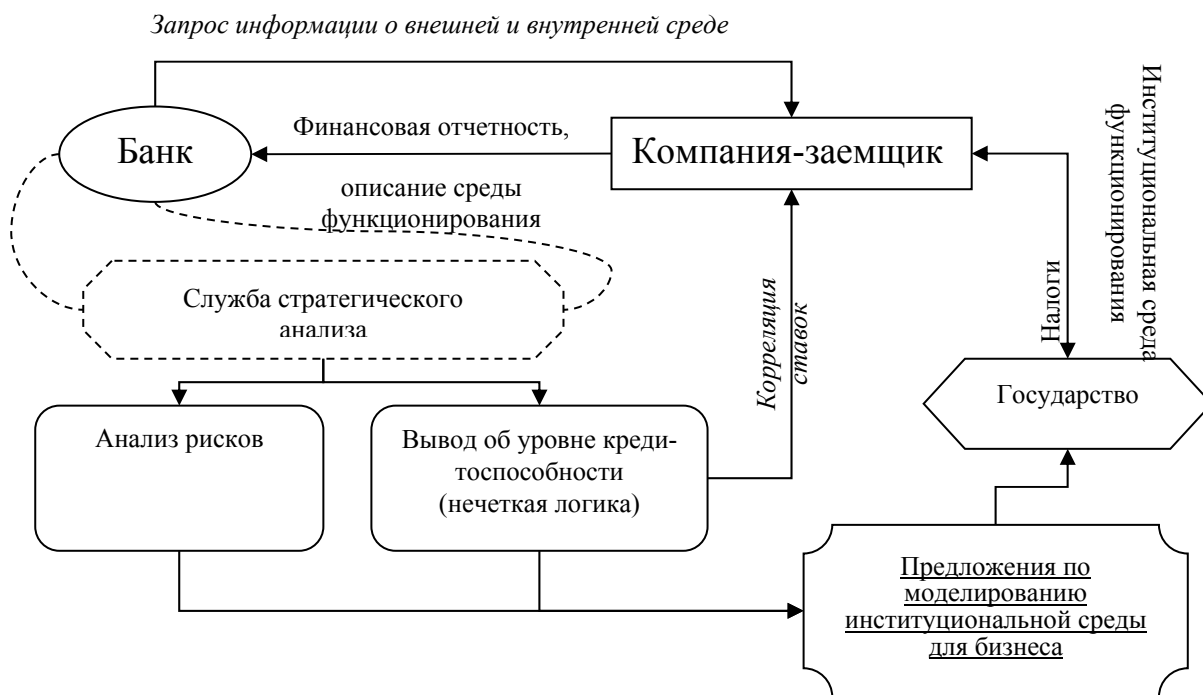 Запрос информации о внешней и внутренней среде
Банк
Финансовая отчетность,
описание среды
функционирования
Компания-заемщик
Институциональная среда
функционирования
Налоги
Служба стратегического
анализа
Корреляция
ставок
Государство
Анализ рисков
Вывод об уровне креди-
тоспособности
(нечеткая логика)
Предложения по
моделированию
институциональной среды
для бизнеса